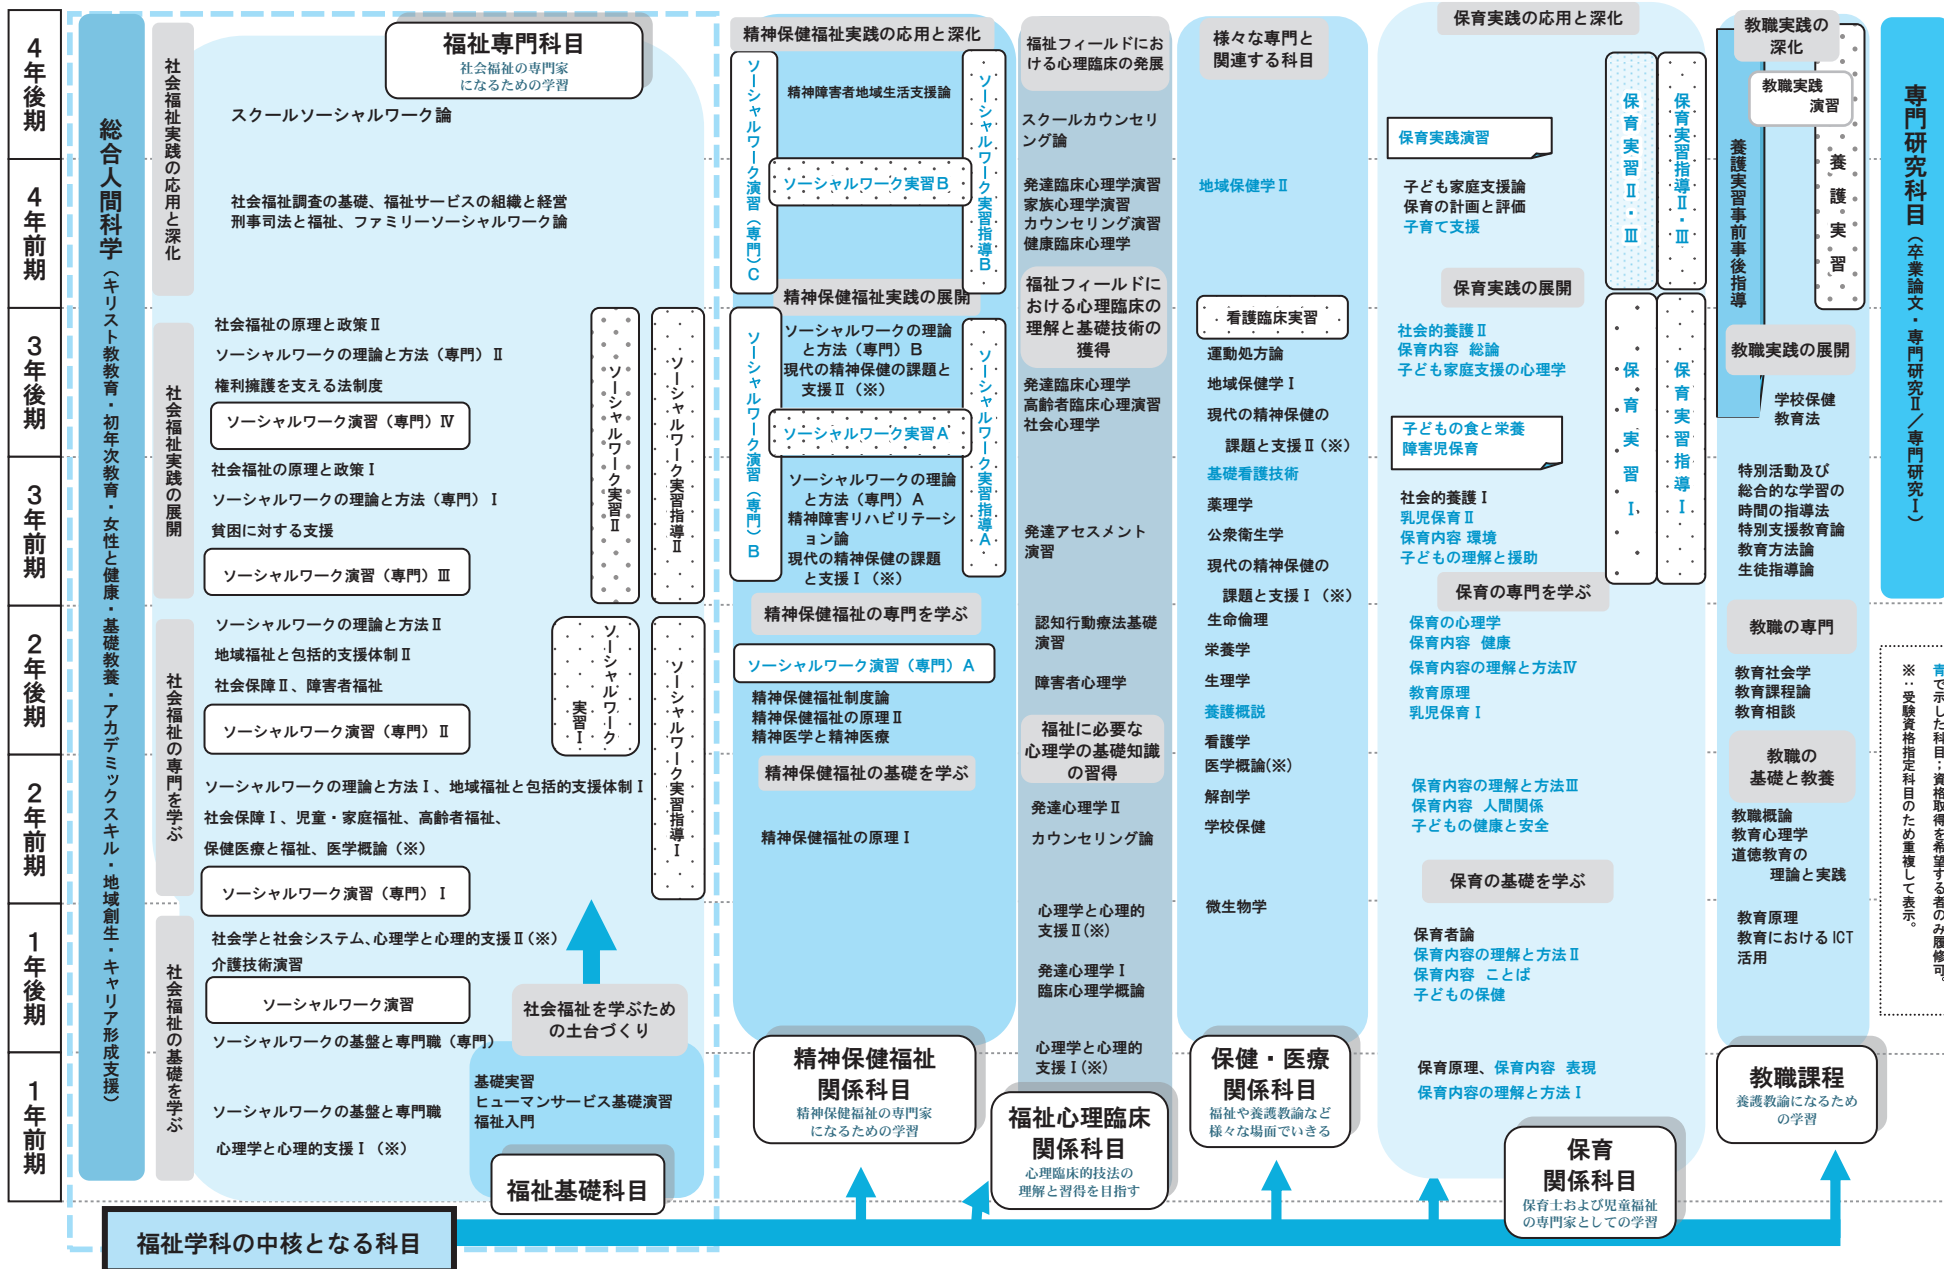 4年後期
4年前期
3年後期
3年前期
2年後期
2年前期
1年後期
1年前期
総合人間科学（キリスト教教育・初年次教育・女性と健康・基礎教養・アカデミックスキル・地域創生・キャリア形成支援）
社会福祉実践の応用と深化
社会福祉実践の展開
社会福祉の専門を学ぶ
社会福祉の基礎を学ぶ
福祉専門科目
社会福祉の専門家
になるための学習
スクールソーシャルワーク論
社会福祉調査の基礎、福祉サービスの組織と経営
刑事司法と福祉、ファミリーソーシャルワーク論
社会福祉の原理と政策Ⅱ
ソーシャルワークの理論と方法（専門）Ⅱ
権利擁護を支える法制度
ソーシャルワーク演習（専門）Ⅳ
社会福祉の原理と政策Ⅰ
ソーシャルワークの理論と方法（専門）Ⅰ
貧困に対する支援
ソーシャルワーク演習（専門）Ⅲ
ソーシャルワーク実習Ⅱ
ソーシャルワーク実習指導Ⅱ
ソーシャルワークの理論と方法Ⅱ
地域福祉と包括的支援体制Ⅱ
社会保障Ⅱ、障害者福祉
ソーシャルワーク演習（専門）Ⅱ
ソーシャルワーク
実習Ⅰ
ソーシャルワーク実習指導Ⅰ
ソーシャルワークの理論と方法Ⅰ、地域福祉と包括的支援体制Ⅰ
社会保障Ⅰ、児童・家庭福祉、高齢者福祉、
保健医療と福祉、医学概論（※）
ソーシャルワーク演習（専門）Ⅰ
社会学と社会システム、心理学と心理的支援Ⅱ（※）
介護技術演習
ソーシャルワーク演習
ソーシャルワークの基盤と専門職（専門）
ソーシャルワークの基盤と専門職
心理学と心理的支援Ⅰ（※）
社会福祉を学ぶため
の土台づくり
基礎実習
ヒューマンサービス基礎演習
福祉入門
福祉基礎科目
福祉学科の中核となる科目
精神保健福祉実践の応用と深化
ソーシャルワーク演習（専門）C
精神障害者地域生活支援論
ソーシャルワーク実習指導B
ソーシャルワーク実習B
精神保健福祉実践の展開
ソーシャルワーク演習（専門）B
ソーシャルワークの理論
と方法（専門）B
現代の精神保健の課題と
支援Ⅱ（※）
ソーシャルワーク実習A
ソーシャルワーク実習指導A
ソーシャルワークの理論
と方法（専門）A
精神障害リハビリテーシ
ョン論
現代の精神保健の課題
と支援Ⅰ（※）
精神保健福祉の専門を学ぶ
ソーシャルワーク演習（専門）A
精神保健福祉制度論
精神保健福祉の原理Ⅱ
精神医学と精神医療
精神保健福祉の基礎を学ぶ
精神保健福祉の原理Ⅰ
精神保健福祉
関係科目
精神保健福祉の専門家
になるための学習
福祉フィールドにお
ける心理臨床の発展
スクールカウンセリ
ング論
発達臨床心理学演習
家族心理学演習
カウンセリング演習
健康臨床心理学
福祉フィールドに
おける心理臨床の
理解と基礎技術の
獲得
発達臨床心理学
高齢者臨床心理演習
社会心理学
発達アセスメント
演習
認知行動療法基礎
演習
障害者心理学
福祉に必要な
心理学の基礎知識
の習得
発達心理学Ⅱ
カウンセリング論
心理学と心理的
支援Ⅱ（※）
発達心理学Ⅰ
臨床心理学概論
心理学と心理的
支援Ⅰ（※）
福祉心理臨床
関係科目
心理臨床的技法の
理解と習得を目指す
様々な専門と
関連する科目
地域保健学Ⅱ
看護臨床実習
運動処方論
地域保健学Ⅰ
現代の精神保健の
課題と支援Ⅱ（※）
基礎看護技術
薬理学
公衆衛生学
現代の精神保健の
課題と支援Ⅰ（※）
生命倫理
栄養学
生理学
養護概説
看護学
医学概論(※)
解剖学
学校保健
微生物学
保健・医療
関係科目
福祉や養護教諭など
様々な場面でいきる
保育実践の応用と深化
保育実践演習
子ども家庭支援論
保育の計画と評価
子育て支援
保育実習Ⅱ・Ⅲ
保育実習指導Ⅱ・Ⅲ
保育実践の展開
社会的養護Ⅱ
保育内容 総論
子ども家庭支援の心理学
子どもの食と栄養
障害児保育
社会的養護Ⅰ
乳児保育Ⅱ
保育内容 環境
子どもの理解と援助
保育実習Ⅰ
保育実習指導Ⅰ
保育の専門を学ぶ
保育の心理学
保育内容 健康
保育内容の理解と方法Ⅳ
教育原理
乳児保育Ⅰ
保育内容の理解と方法Ⅲ
保育内容 人間関係
子どもの健康と安全
保育の基礎を学ぶ
保育者論
保育内容の理解と方法Ⅱ
保育内容 ことば
子どもの保健
保育原理、保育内容 表現
保育内容の理解と方法Ⅰ
保育
関係科目
保育士および児童福祉
の専門家としての学習
教職実践の
深化
教職実践
演習
養護実習事前事後指導
養護実習
教職実践の展開
学校保健
教育法
特別活動及び
総合的な学習の
時間の指導法
特別支援教育論
教育方法論
生徒指導論
教職の専門
教育社会学
教育課程論
教育相談
教職の
基礎と教養
教職概論
教育心理学
道徳教育の
理論と実践
教育原理
教育におけるICT
活用
教職課程
養護教諭になるため
の学習
専門研究科目（卒業論文・専門研究Ⅱ／専門研究Ⅰ）
青で示した科目；資格取得を希望する者のみ履修可。
※：受験資格指定科目のため重複して表示。